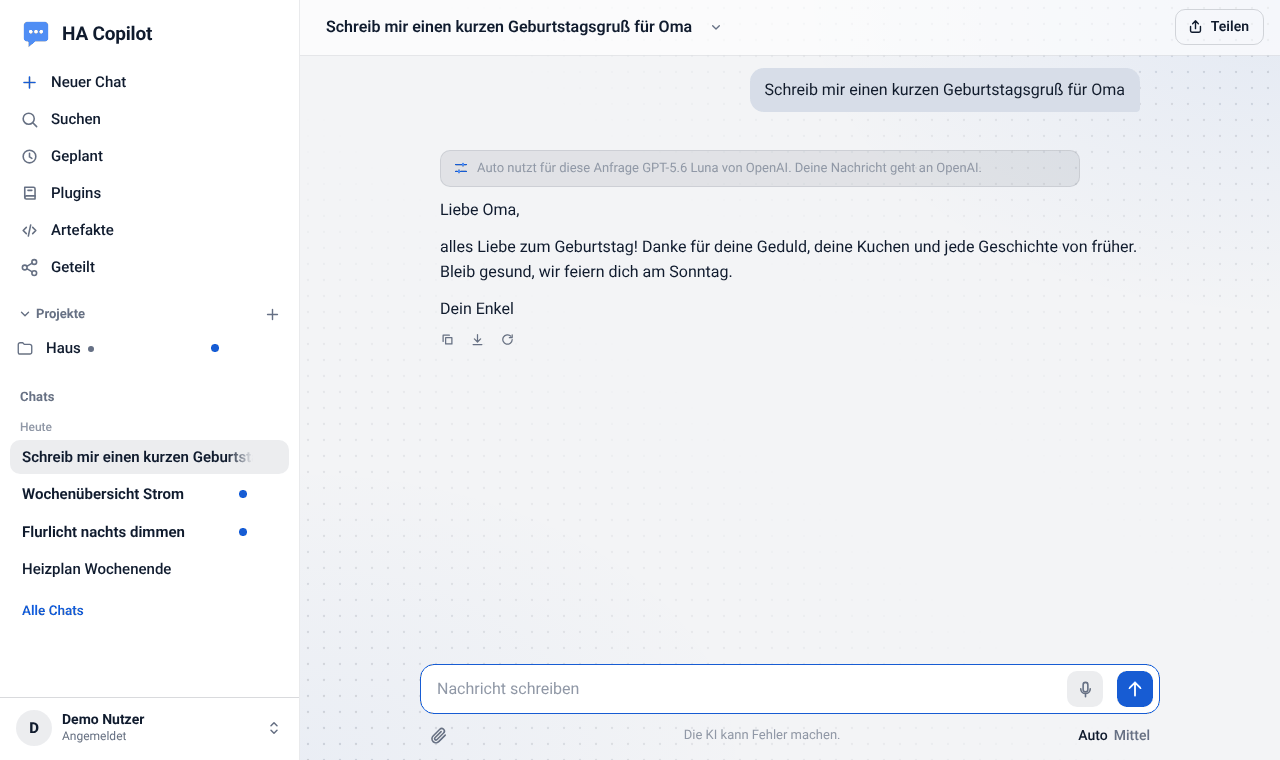 HA Copilot
Neuer Chat
Suchen
Geplant
Plugins
Artefakte
Geteilt
Projekte
Haus
Chats
Heute
Schreib mir einen kurzen Geburtst
Wochenübersicht Strom
Flurlicht nachts dimmen
Heizplan Wochenende
Alle Chats
D
Demo Nutzer
Angemeldet
Schreib mir einen kurzen Geburtstagsgruß für Oma
Teilen
Schreib mir einen kurzen Geburtstagsgruß für Oma
Auto nutzt für diese Anfrage GPT-5.6 Luna von OpenAI. Deine Nachricht geht an OpenAI.
Liebe Oma,
alles Liebe zum Geburtstag! Danke für deine Geduld, deine Kuchen und jede Geschichte von früher.
Bleib gesund, wir feiern dich am Sonntag.
Dein Enkel
Nachricht schreiben
Die KI kann Fehler machen.
Auto Mittel